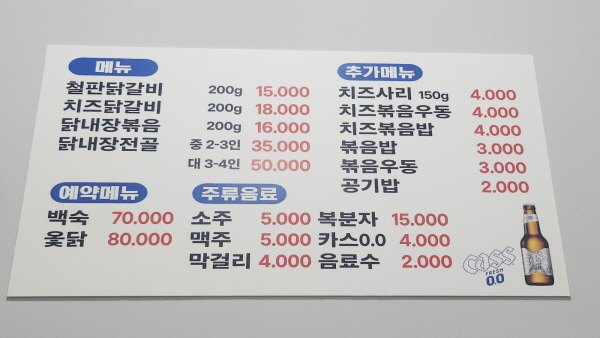 메뉴
철판닭갈비 200g 15.000
치즈닭갈비 200g 18.000
닭내장볶음 200g 16.000
닭내장전골 중 2-3인 35.000
대 3-4인 50.000
추가메뉴
치즈사리 150g 4.000
치즈볶음우동 4.000
치즈볶음밥 4.000
볶음밥 3.000
볶음우동 3.000
공기밥 2.000
예약메뉴
백숙 70.000
옻닭 80.000
주류음료
소주 5.000 복분자 15.000
맥주 5.000 카스0.0 4.000
막걸리 4.000 음료수 2.000
cass
FRESH
0.0